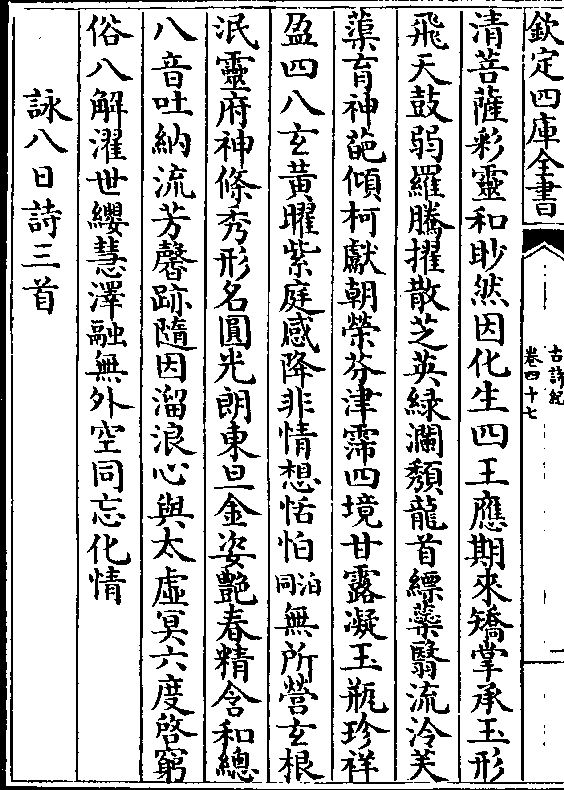 欽定四庫全書
古詩紀
卷四十七
清菩薩彩靈和眇然因化生四王應期來矯掌承玉形
飛天鼓弱羅騰擢散芝英緑瀾頽龍首縹蘂翳流泠芙
蕖育神葩傾柯獻朝榮芬津霈四境甘露凝玉瓶珍祥
盈四八玄黃曜紫庭感降非情想恬怕泊同無所營玄根
泯靈府神條秀形名圓光朗東旦金姿艶春精含和總
八音吐納流芳馨跡隨因溜浪心與太虛冥六度啓窮
俗八解濯世纓慧澤融無外空同忘化情
詠八日詩三首